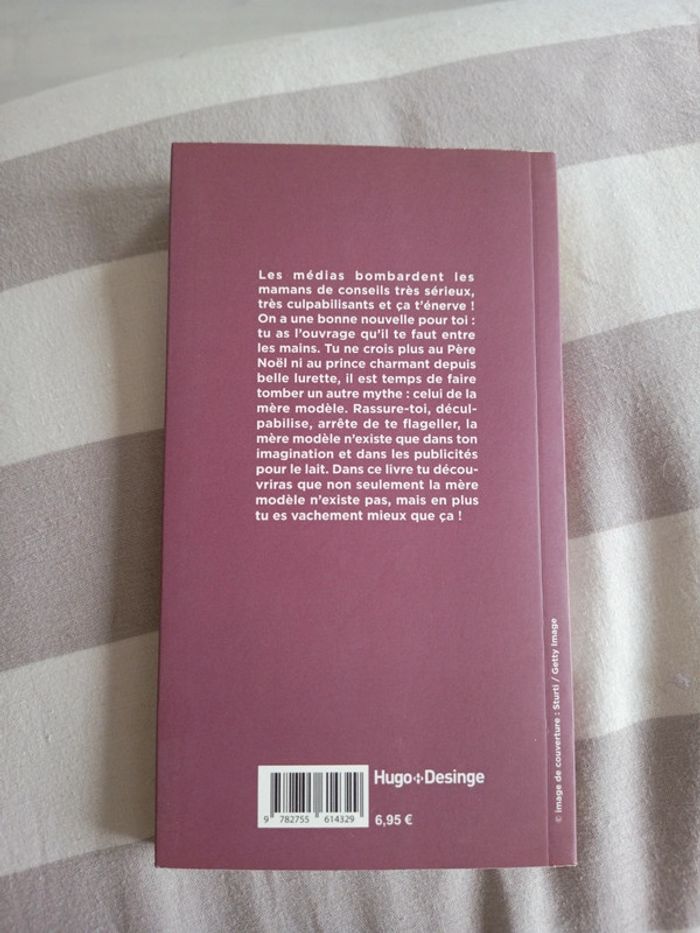 Les médias bombardent les
mamans de conseils très sérieux,
très culpabilisants et ça t'énerve !
On a une bonne nouvelle pour toi :
tu as l'ouvrage qu'il te faut entre
les mains. Tu ne crois plus au Père
Noël ni au prince charmant depuis
belle lurette, il est temps de faire
tomber un autre mythe : celui de la
mère modèle. Rassure-toi, décul-
pabilise, arrête de te flageller, la
mère modèle n'existe que dans ton
imagination et dans les publicités
pour le lait. Dans ce livre tu décou-
vriras que non seulement la mère
modèle n'existe pas, mais en plus
tu es vachement mieux que ça !
© image de couverture : Sturti / Getty Image
Hugo+Desinge
9 782755 614329
6,95 €